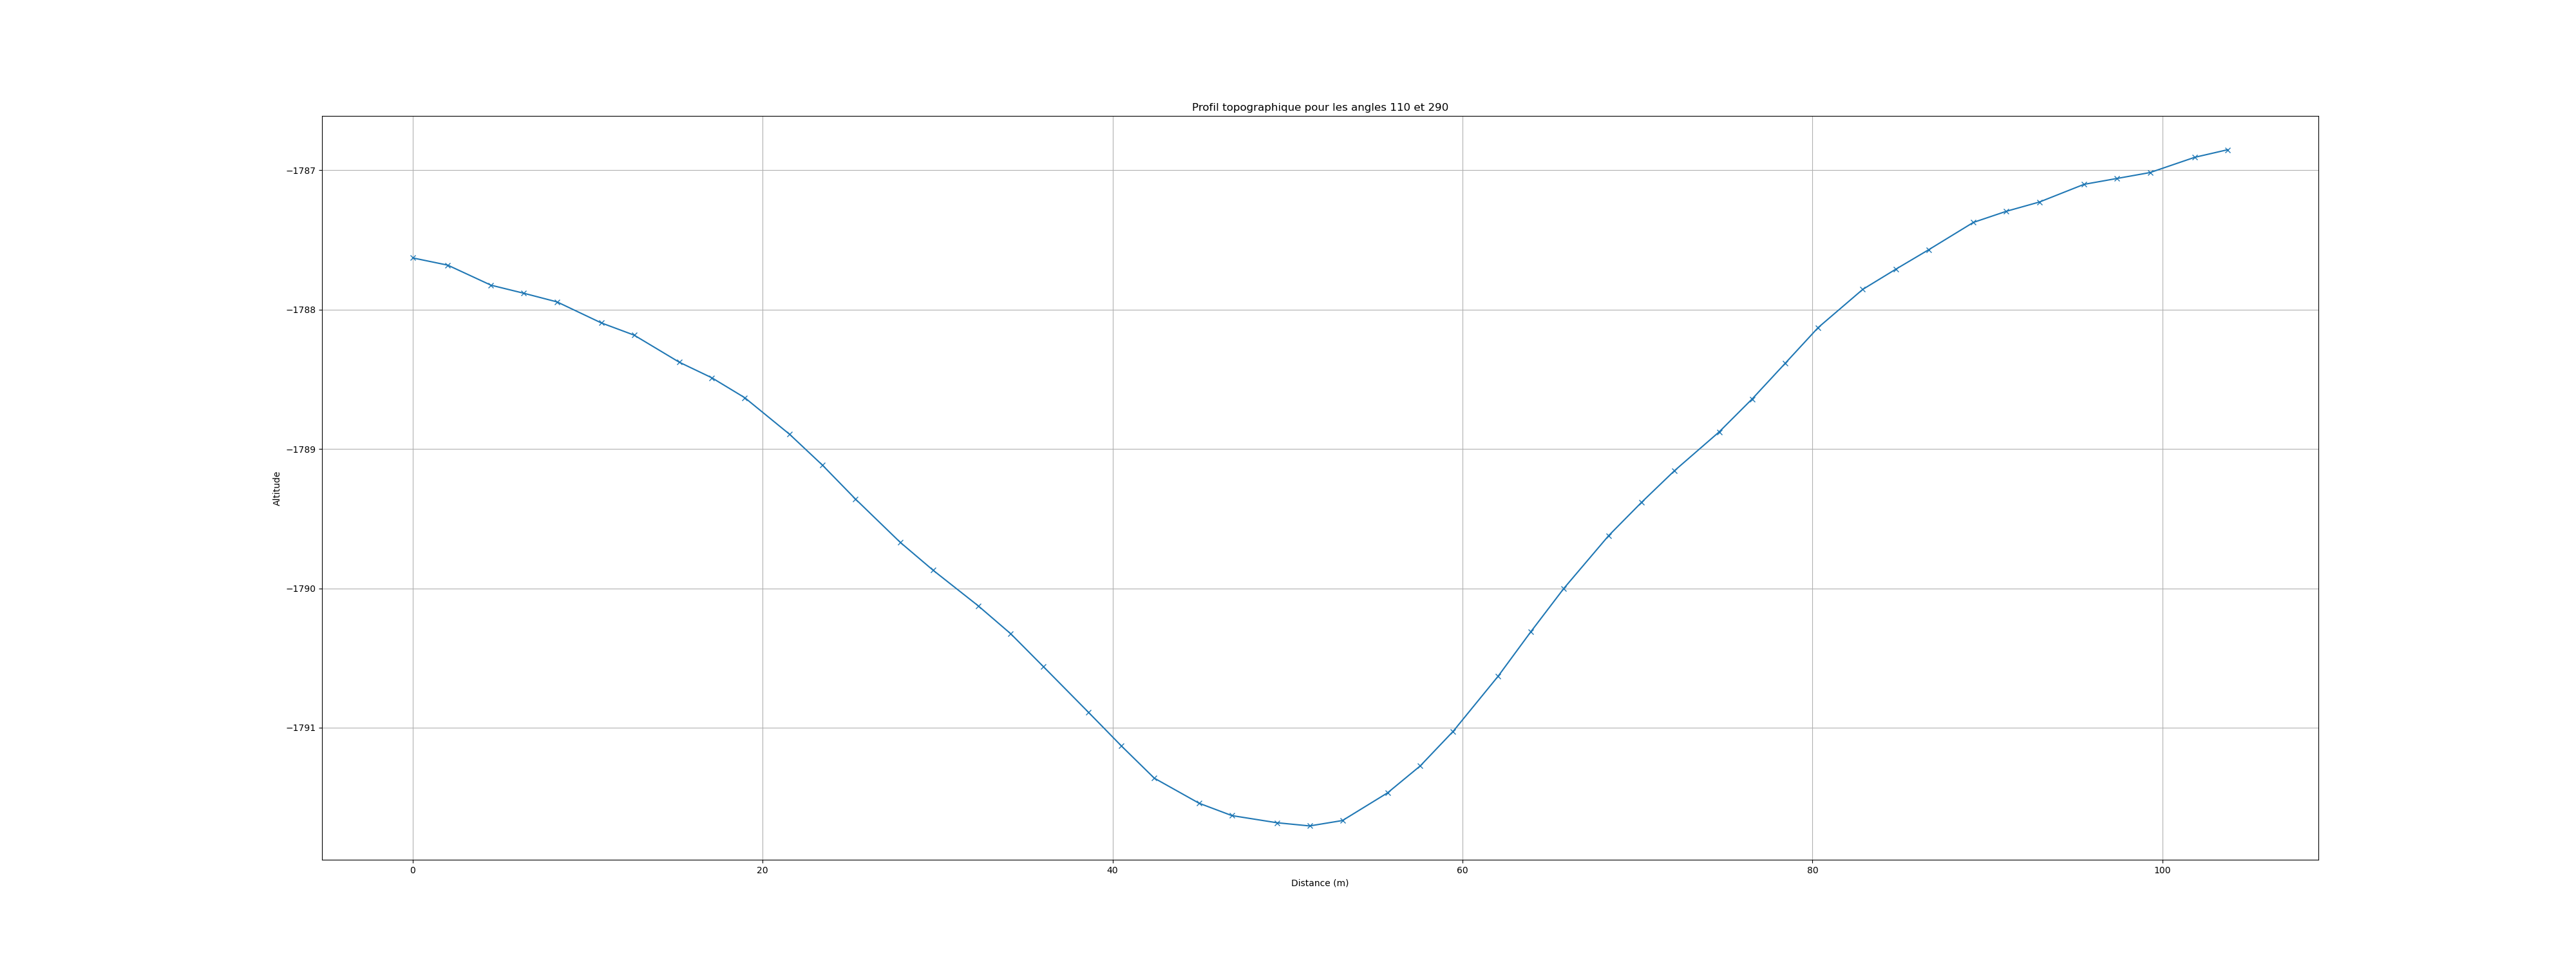 Profil topographique pour les angles 110 et 290
−1787
−1788
−1789
−1790
−1791
Altitude
0 20 40 60 80 100
Distance (m)